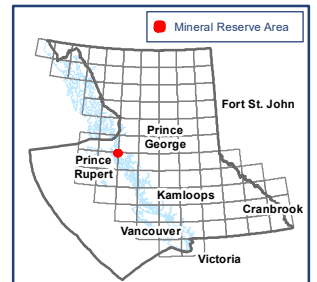 Mineral Reserve Area
Fort St. John
Prince
George
Prince
Rupert
Kamloops
Cranbrook
Vancouver
Victoria